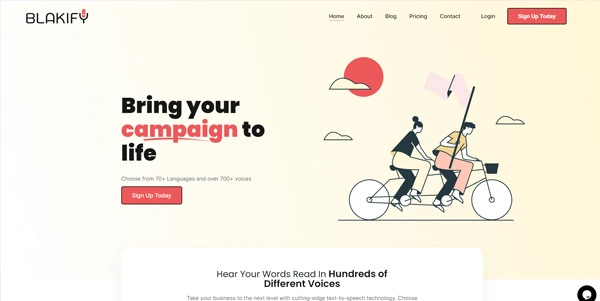 BLAKIFY
Home About Blog Pricing Contact Login Sign Up Today
Bring your
campaign to
life
Choose from 70+ Languages and over 700+ voices
Sign Up Today
Hear Your Words Read In Hundreds of
Different Voices
Take your business to the next level with cutting-edge text-to-speech technology. Choose